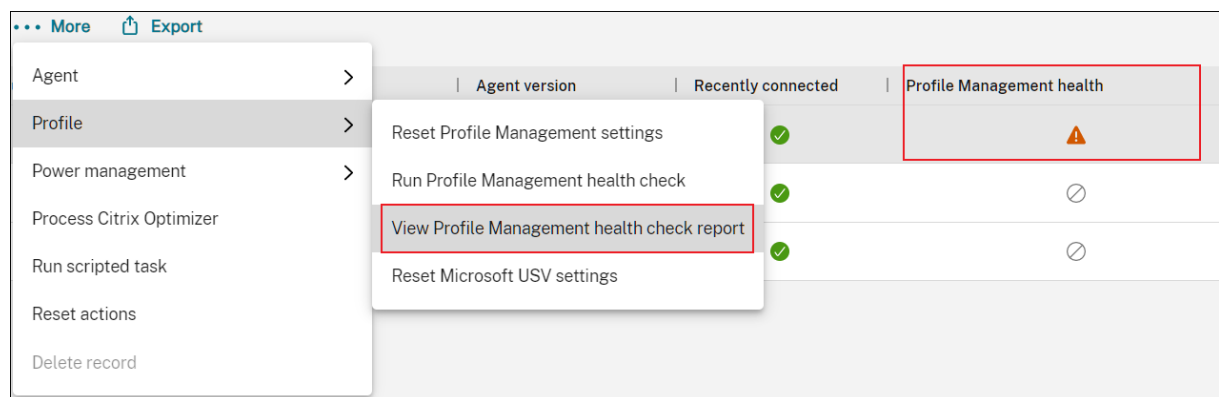 ••• More Export
Agent
Agent version
Recently connected
Profile Management health
Profile
Reset Profile Management settings
Power management
Run Profile Management health check
Process Citrix Optimizer
View Profile Management health check report
Run scripted task
Reset Microsoft USV settings
Reset actions
Delete record